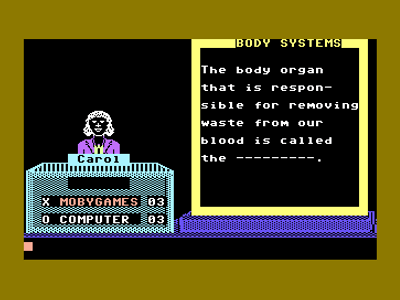 BODY SYSTEMS
The body organ
that is respon-
sible for removing
waste from our
blood is called
the ---------.
Carol
X MOBYGAMES 03
O COMPUTER 03